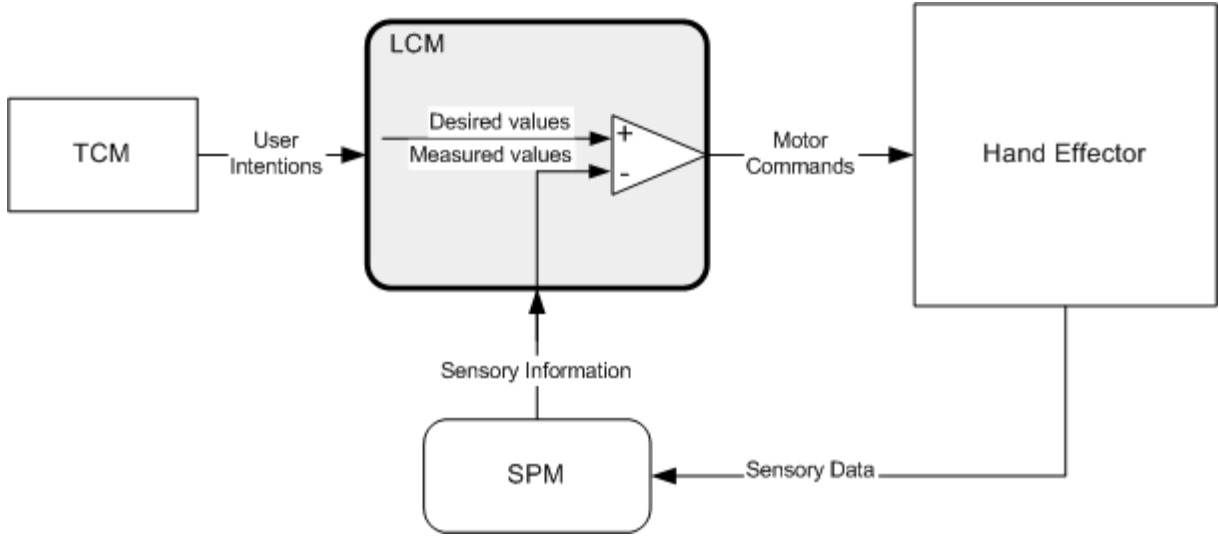 LCM
Desired values
+
TCM
User
Intentions
Measured values
-
Motor
Commands
Hand Effector
Sensory Information
SPM
Sensory Data